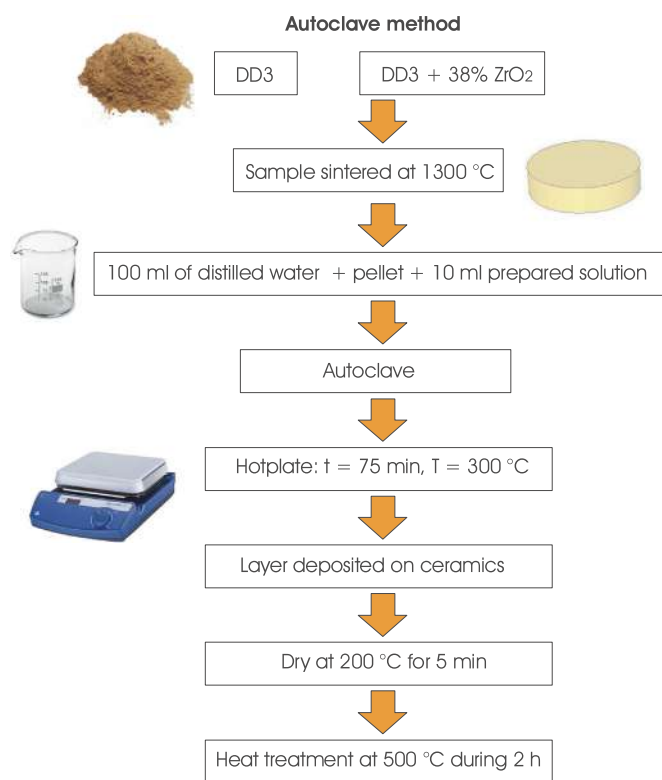 Autoclave method
DD3
DD3 + 38% ZrO₂
Sample sintered at 1300 °C
100 ml of distilled water + pellet + 10 ml prepared solution
Autoclave
Hotplate: t = 75 min, T = 300 °C
Layer deposited on ceramics
Dry at 200 °C for 5 min
Heat treatment at 500 °C during 2 h